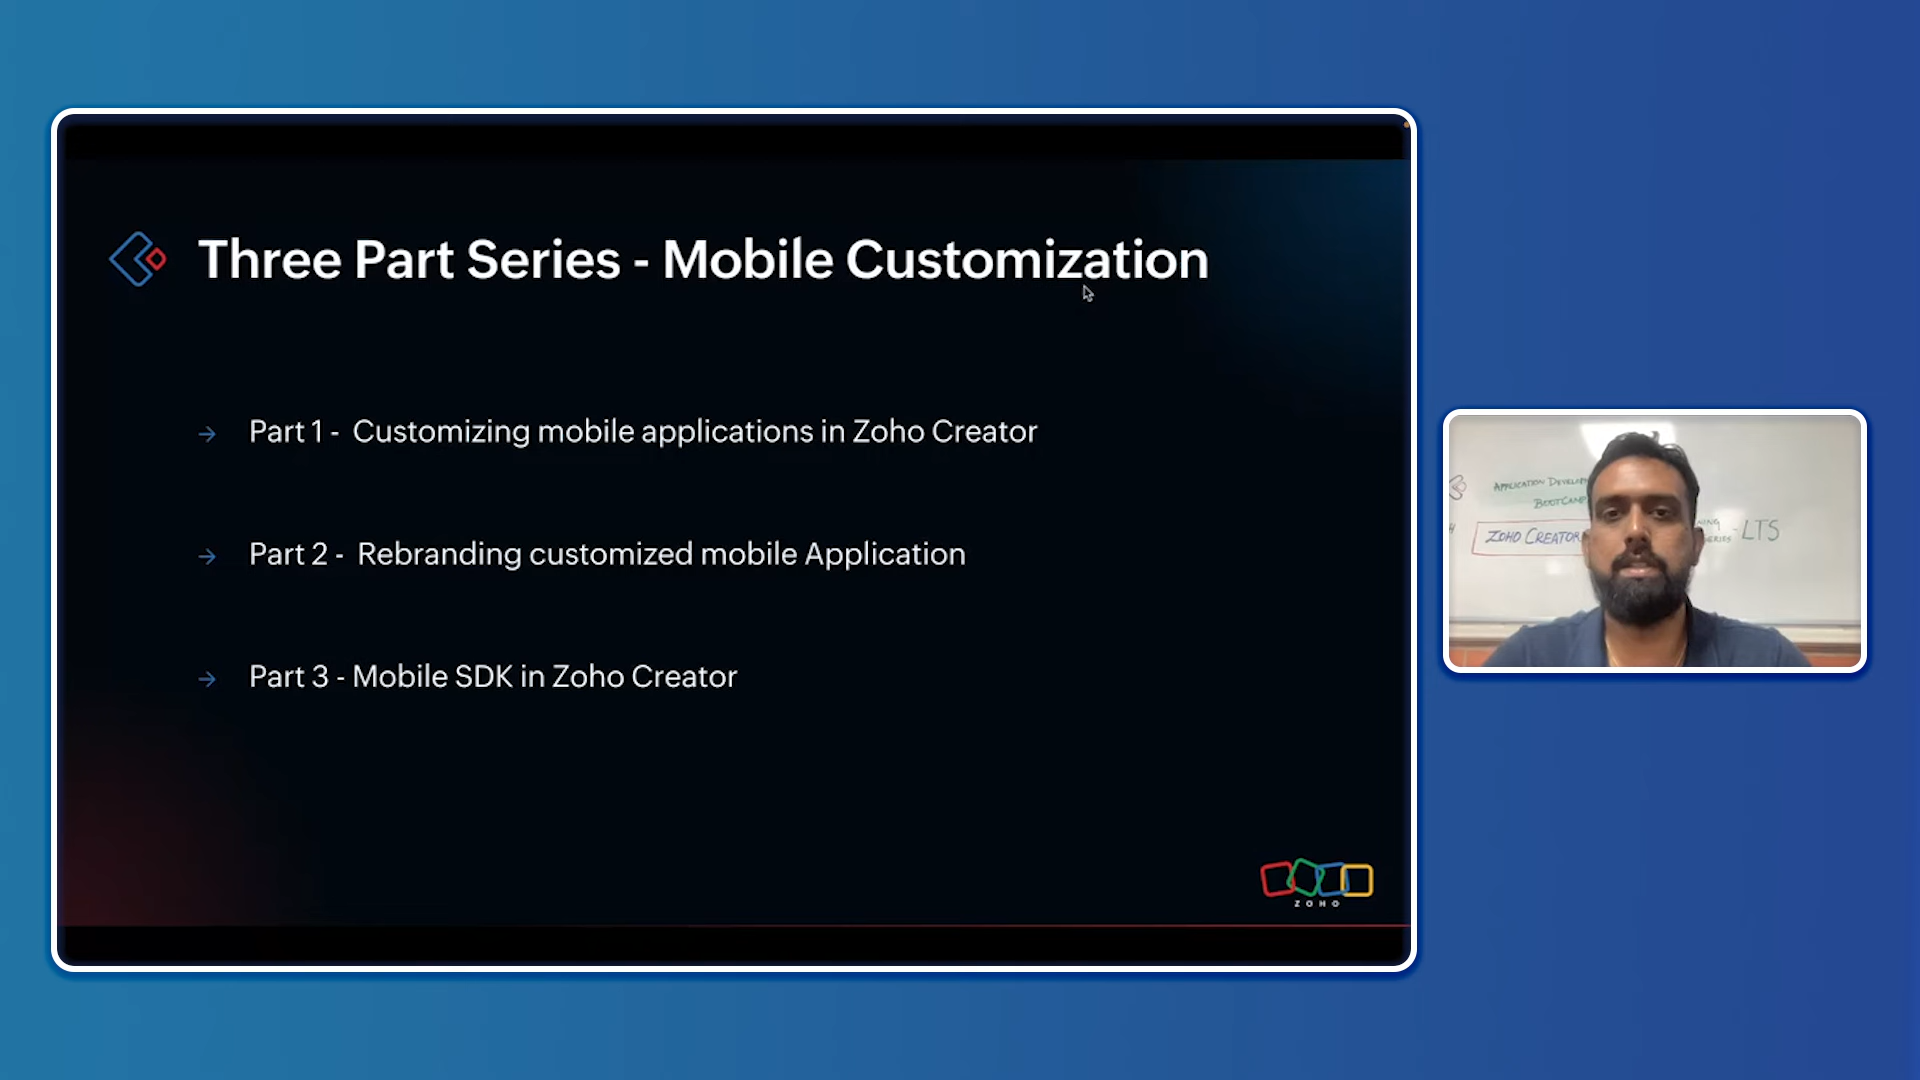 Three Part Series - Mobile Customization
→ Part 1 - Customizing mobile applications in Zoho Creator
→ Part 2 - Rebranding customized mobile Application
→ Part 3 - Mobile SDK in Zoho Creator
ZOHO
BOOTCAMP
ZOHO CREATOR
LTS